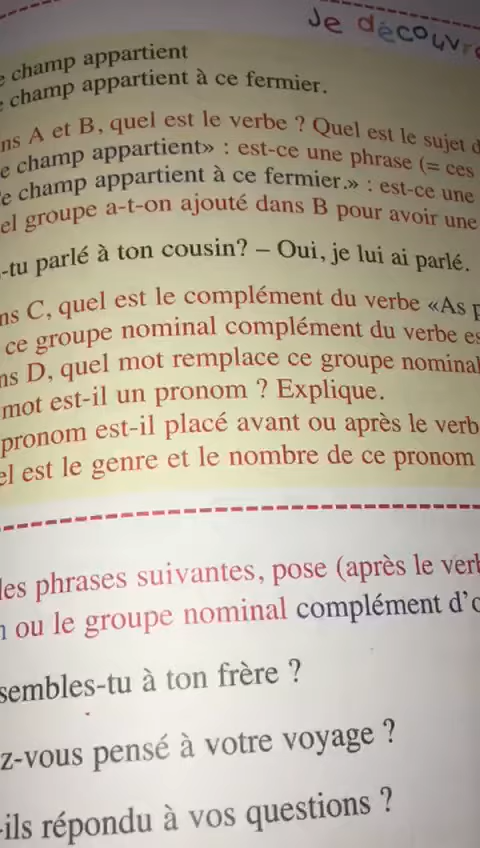 Je découvre
champ appartient
champ appartient à ce fermier.
ns A et B, quel est le verbe ? Quel est le sujet d
e champ appartient» : est-ce une phrase (= ces
e champ appartient à ce fermier.» : est-ce une
el groupe a-t-on ajouté dans B pour avoir une
-tu parlé à ton cousin? – Oui, je lui ai parlé.
ns C, quel est le complément du verbe «As p
ce groupe nominal complément du verbe es
ns D, quel mot remplace ce groupe nominal
mot est-il un pronom ? Explique.
pronom est-il placé avant ou après le verb
el est le genre et le nombre de ce pronom
les phrases suivantes, pose (après le verb
ou le groupe nominal complément d'o
sembles-tu à ton frère ?
z-vous pensé à votre voyage ?
-ils répondu à vos questions ?